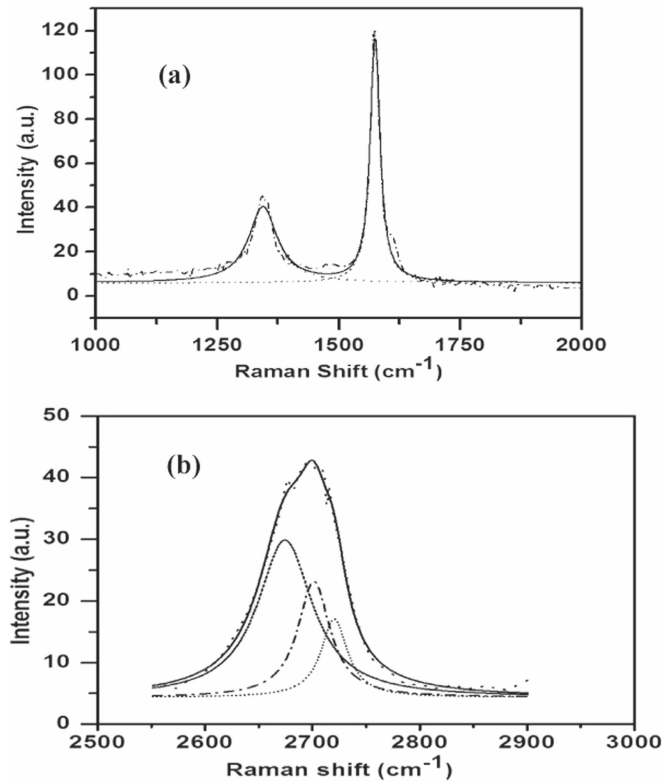 120
100
80
60
40
20
0
Intensity (a.u.)
(a)
1000 1250 1500 1750 2000
Raman Shift (cm⁻¹)
50
40
30
20
10
0
Intensity (a.u.)
(b)
2500 2600 2700 2800 2900 3000
Raman shift (cm⁻¹)